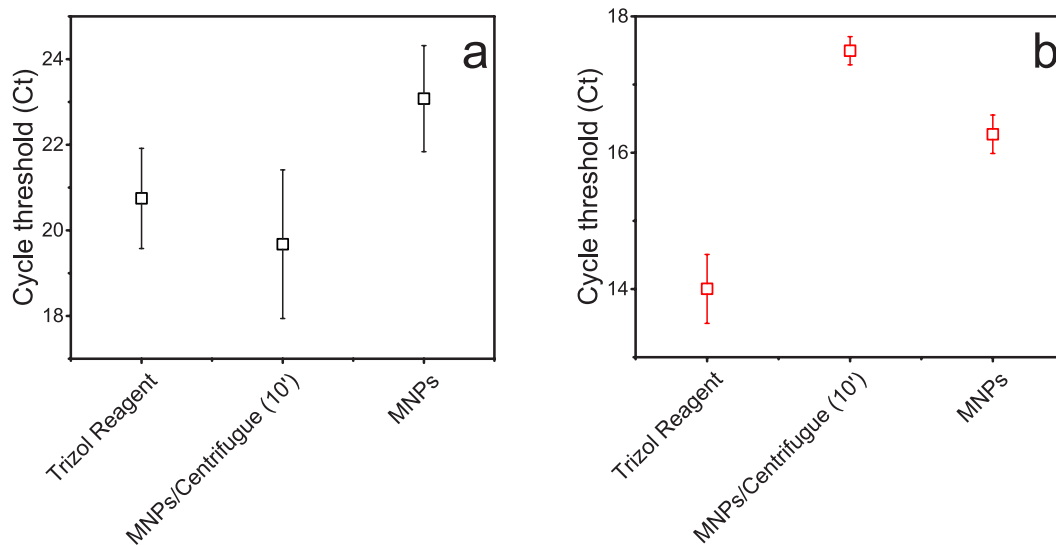 a
Cycle threshold (Ct)
24
22
20
18
Trizol Reagent
MNPs/Centrifugue (10')
MNPs
b
Cycle threshold (Ct)
18
16
14
Trizol Reagent
MNPs/Centrifugue (10')
MNPs